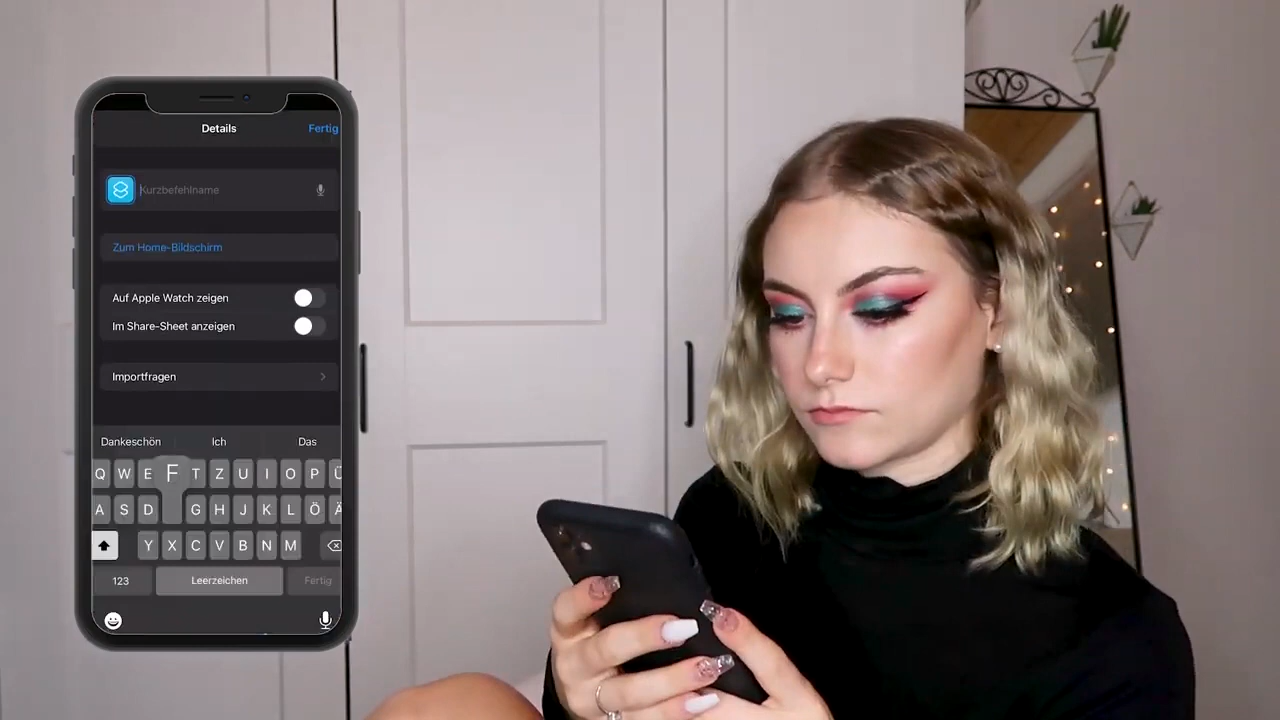 Details
Fertig
Kurzbefehlname
Zum Home-Bildschirm
Auf Apple Watch zeigen
Im Share-Sheet anzeigen
Importfragen
Dankeschön Ich Das
Q W E F T Z U I O P Ü
A S D G H J K L Ö Ä
Y X C V B N M
123 Leerzeichen Fertig